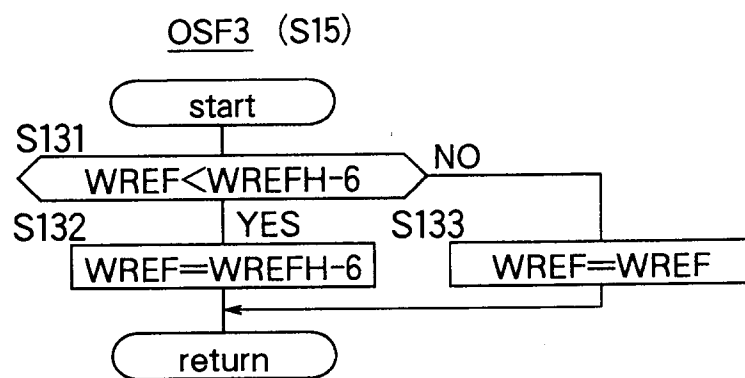 OSF3 (S15)
start
S131
WREF<WREFH-6
NO
S132
YES
S133
WREF=WREFH-6
WREF=WREF
return